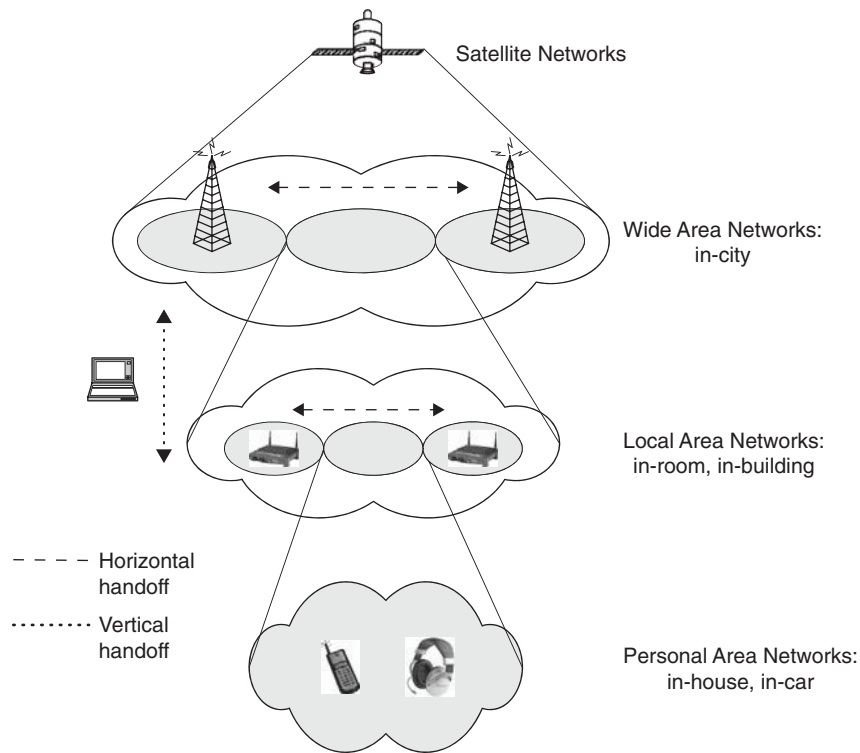 Satellite Networks
Wide Area Networks:
in-city
Local Area Networks:
in-room, in-building
- - - - - Horizontal
handoff
········ Vertical
handoff
Personal Area Networks:
in-house, in-car